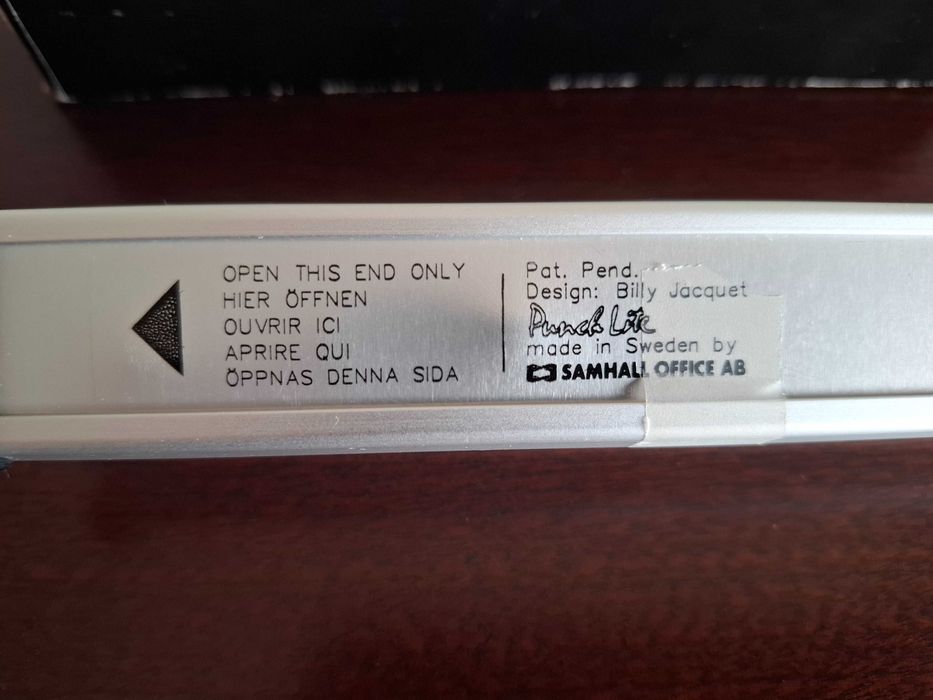 OPEN THIS END ONLY
HIER ÖFFNEN
OUVRIR ICI
APRIRE QUI
ÖPPNAS DENNA SIDA
Pat. Pend.
Design: Billy Jacquet
Punch Lite
made in Sweden by
SAMHALL OFFICE AB